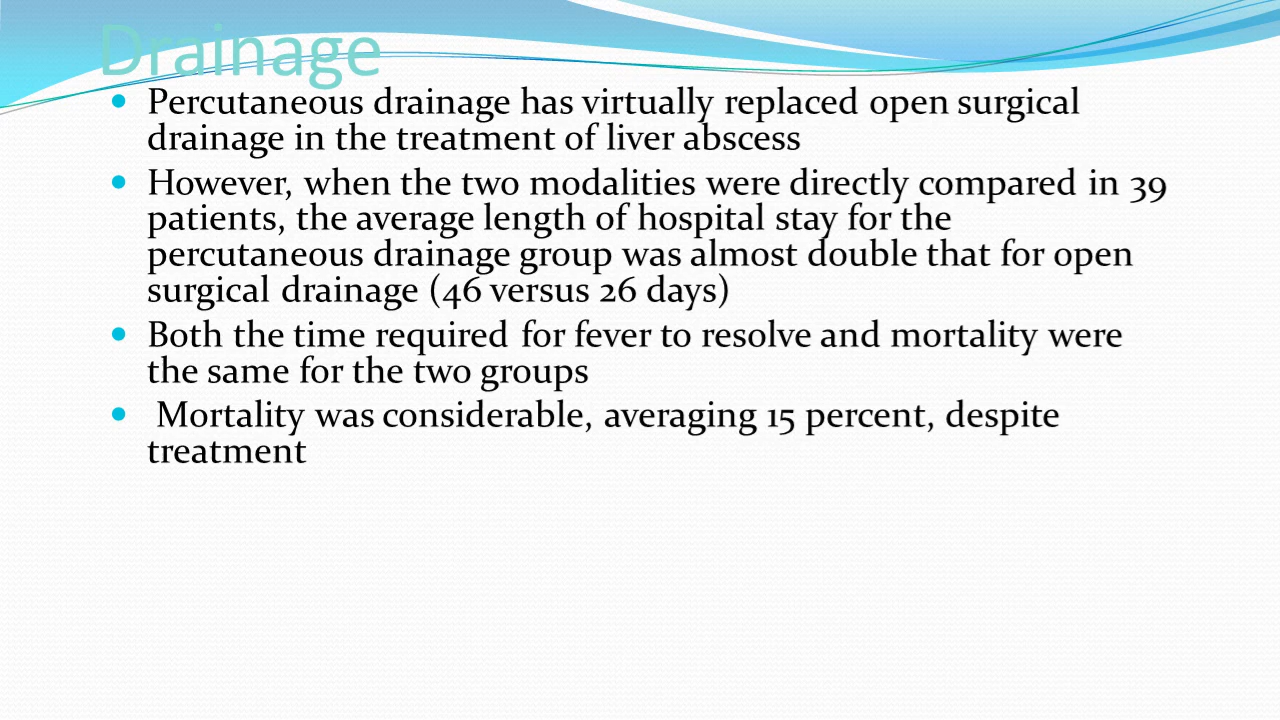 Drainage
• Percutaneous drainage has virtually replaced open surgical
drainage in the treatment of liver abscess
• However, when the two modalities were directly compared in 39
patients, the average length of hospital stay for the
percutaneous drainage group was almost double that for open
surgical drainage (46 versus 26 days)
• Both the time required for fever to resolve and mortality were
the same for the two groups
• Mortality was considerable, averaging 15 percent, despite
treatment